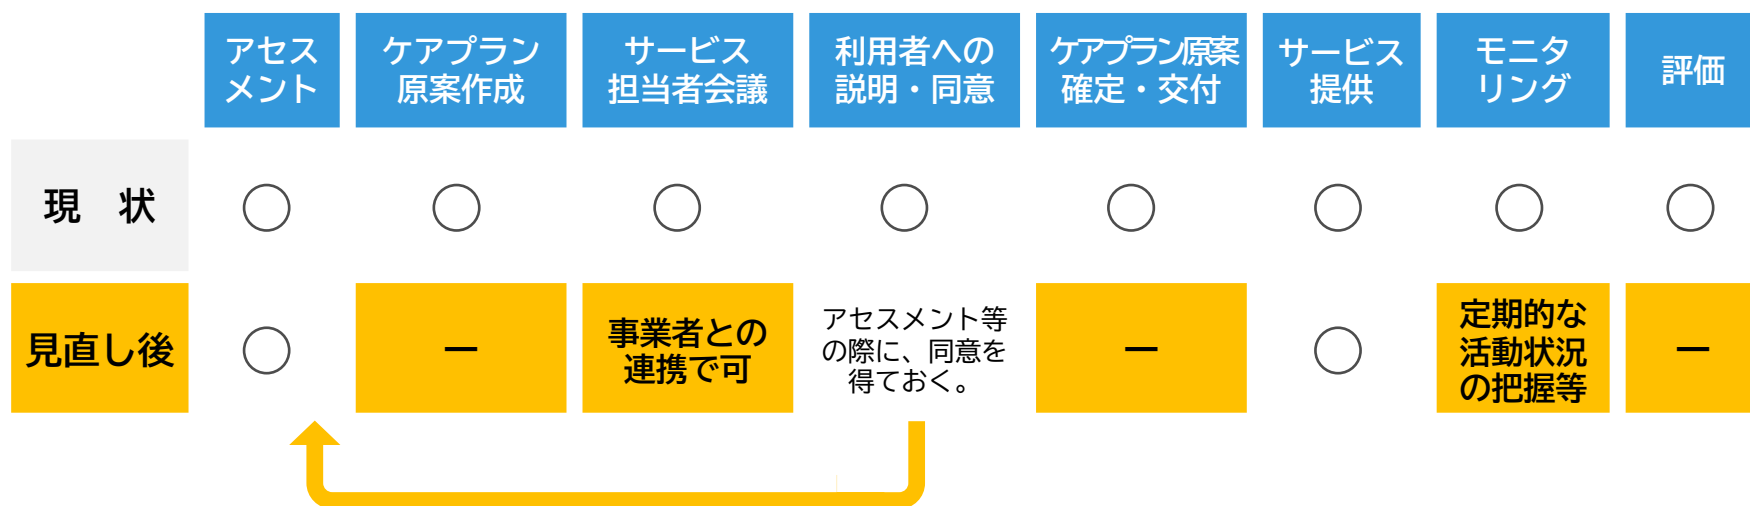 アセス
メント
ケアプラン
原案作成
サービス
担当者会議
利用者への
説明・同意
ケアプラン原案
確定・交付
サービス
提供
モニタ
リング
評価
現　状
○
○
○
○
○
○
○
○
見直し後
○
ー
事業者との
連携で可
アセスメント等
の際に、同意を
得ておく。
ー
○
定期的な
活動状況
の把握等
ー